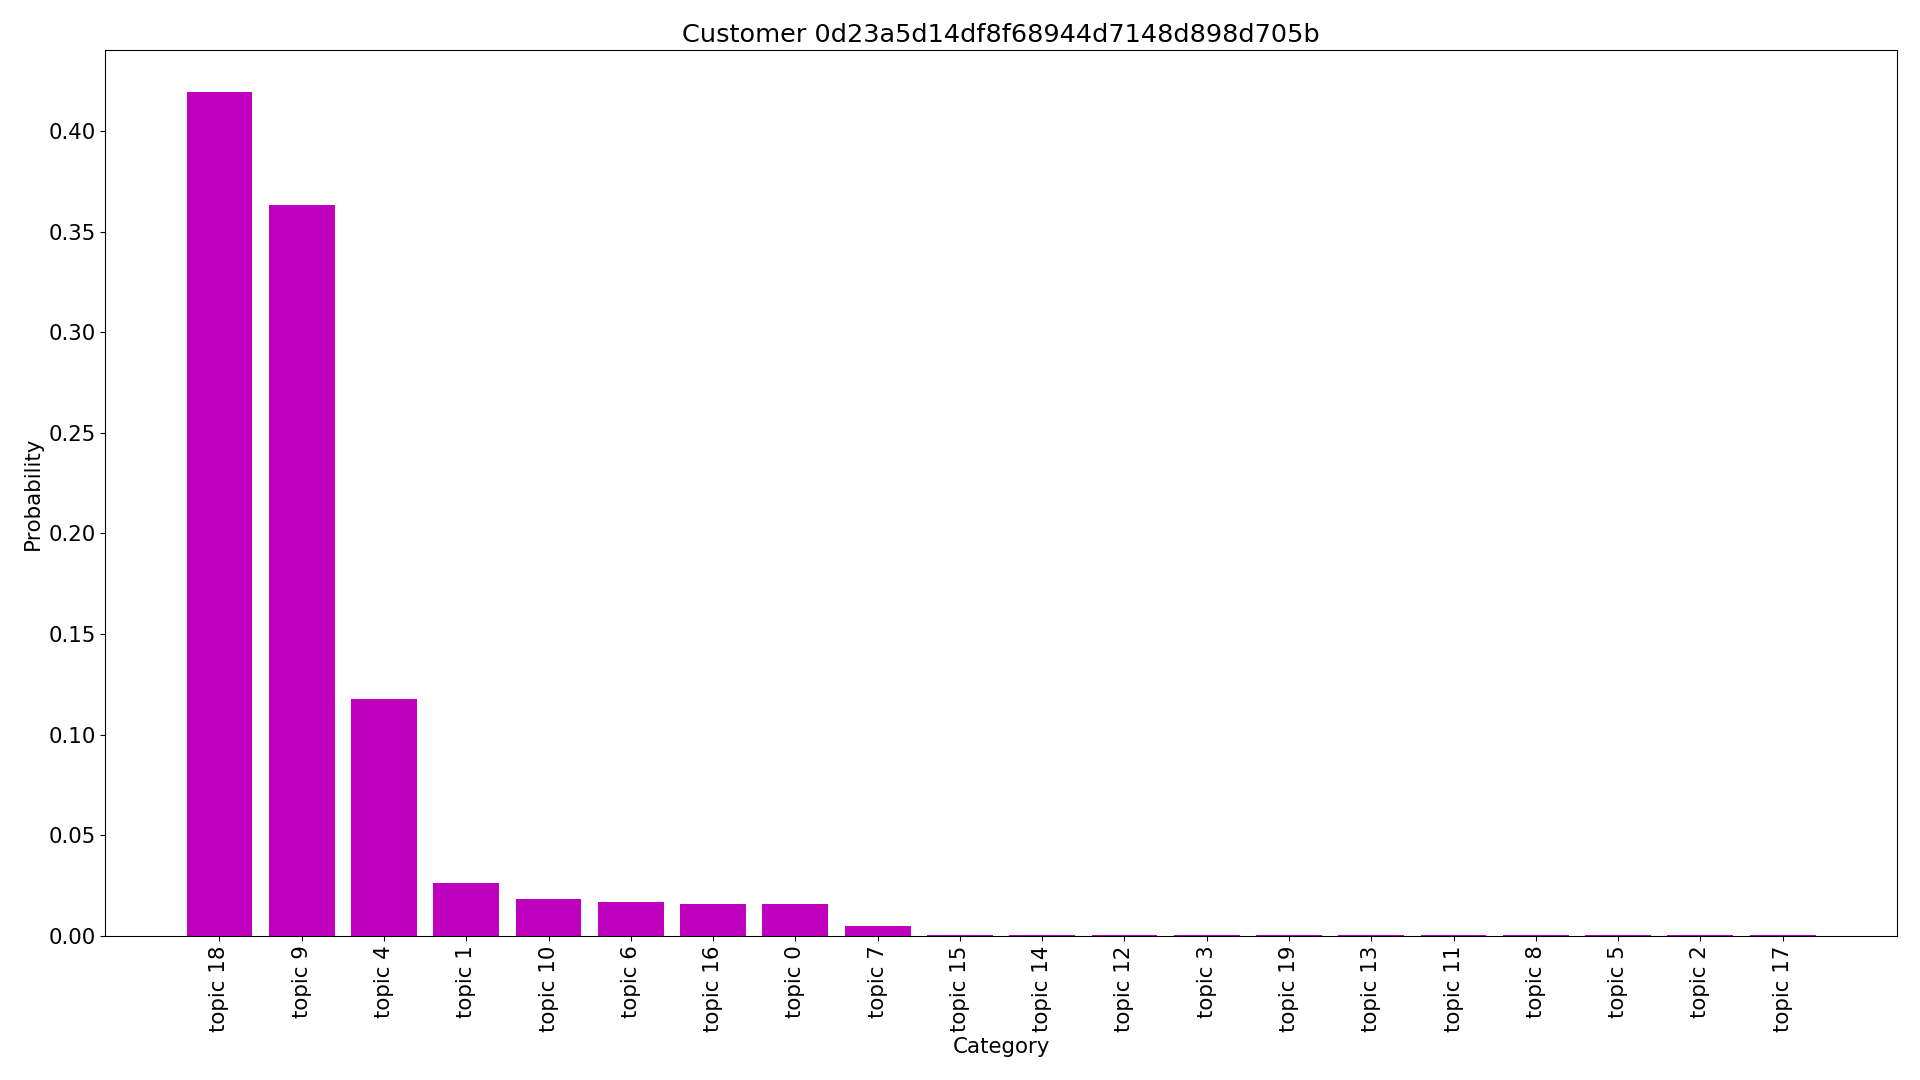 Customer 0d23a5d14df8f68944d7148d898d705b
0.40
0.35
0.30
0.25
0.20
0.15
0.10
0.05
0.00
Probability
topic 18
topic 9
topic 4
topic 1
topic 10
topic 6
topic 16
topic 0
topic 7
topic 15
topic 14
topic 12
topic 3
topic 19
topic 13
topic 11
topic 8
topic 5
topic 2
topic 17
Category